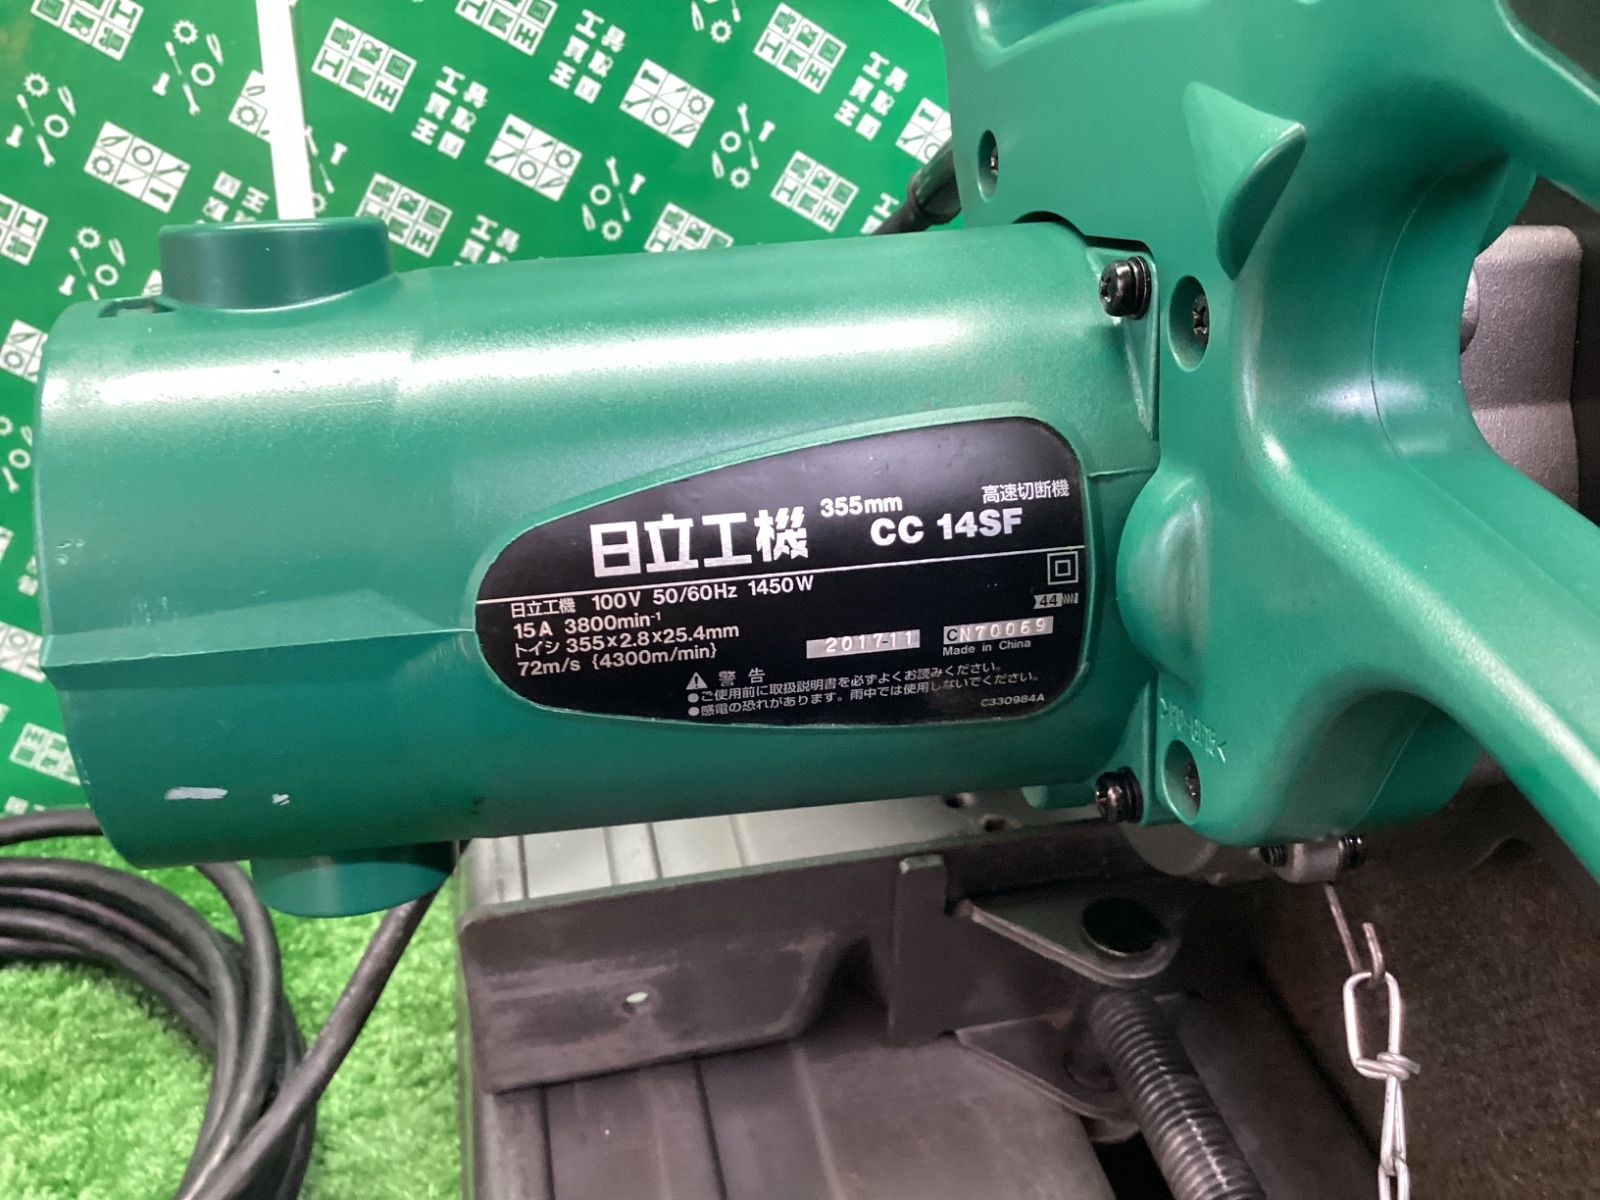 工具買取王国
355mm
高速切断機
日立工機
CC 14SF
日立工機 100V 50/60Hz 1450W
15A 3800min⁻¹
トイシ 355×2.8×25.4mm
72m/s {4300m/min}
44
2017-11
CN70069
Made in China
警告
●ご使用前に取扱説明書を必ずよくお読みください。
●感電の恐れがあります。雨中では使用しないでください。
C330984A